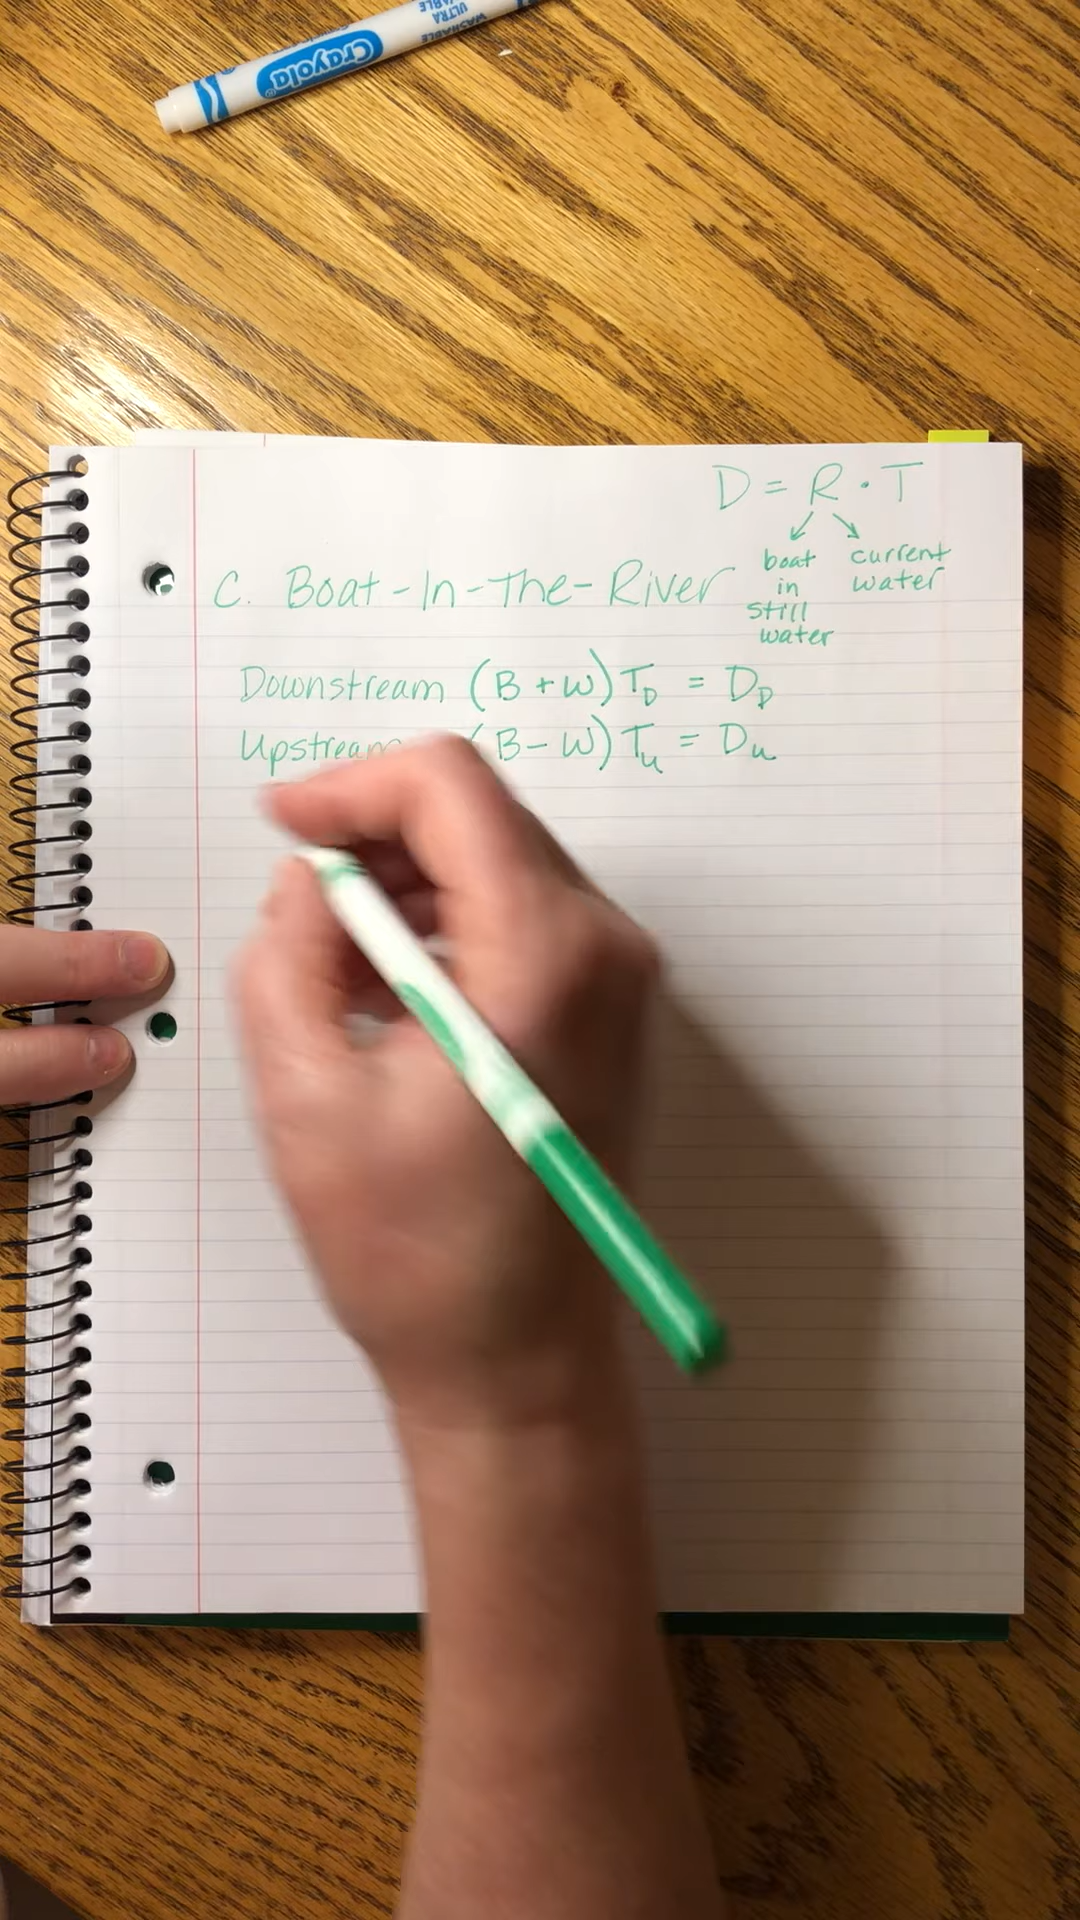 Crayola
ULTRA
WASHABLE
D = R · T
boat in still water
current water
C. Boat-In-The-River
Downstream (B + W) T_D = D_D
Upstream (B - W) T_u = D_u